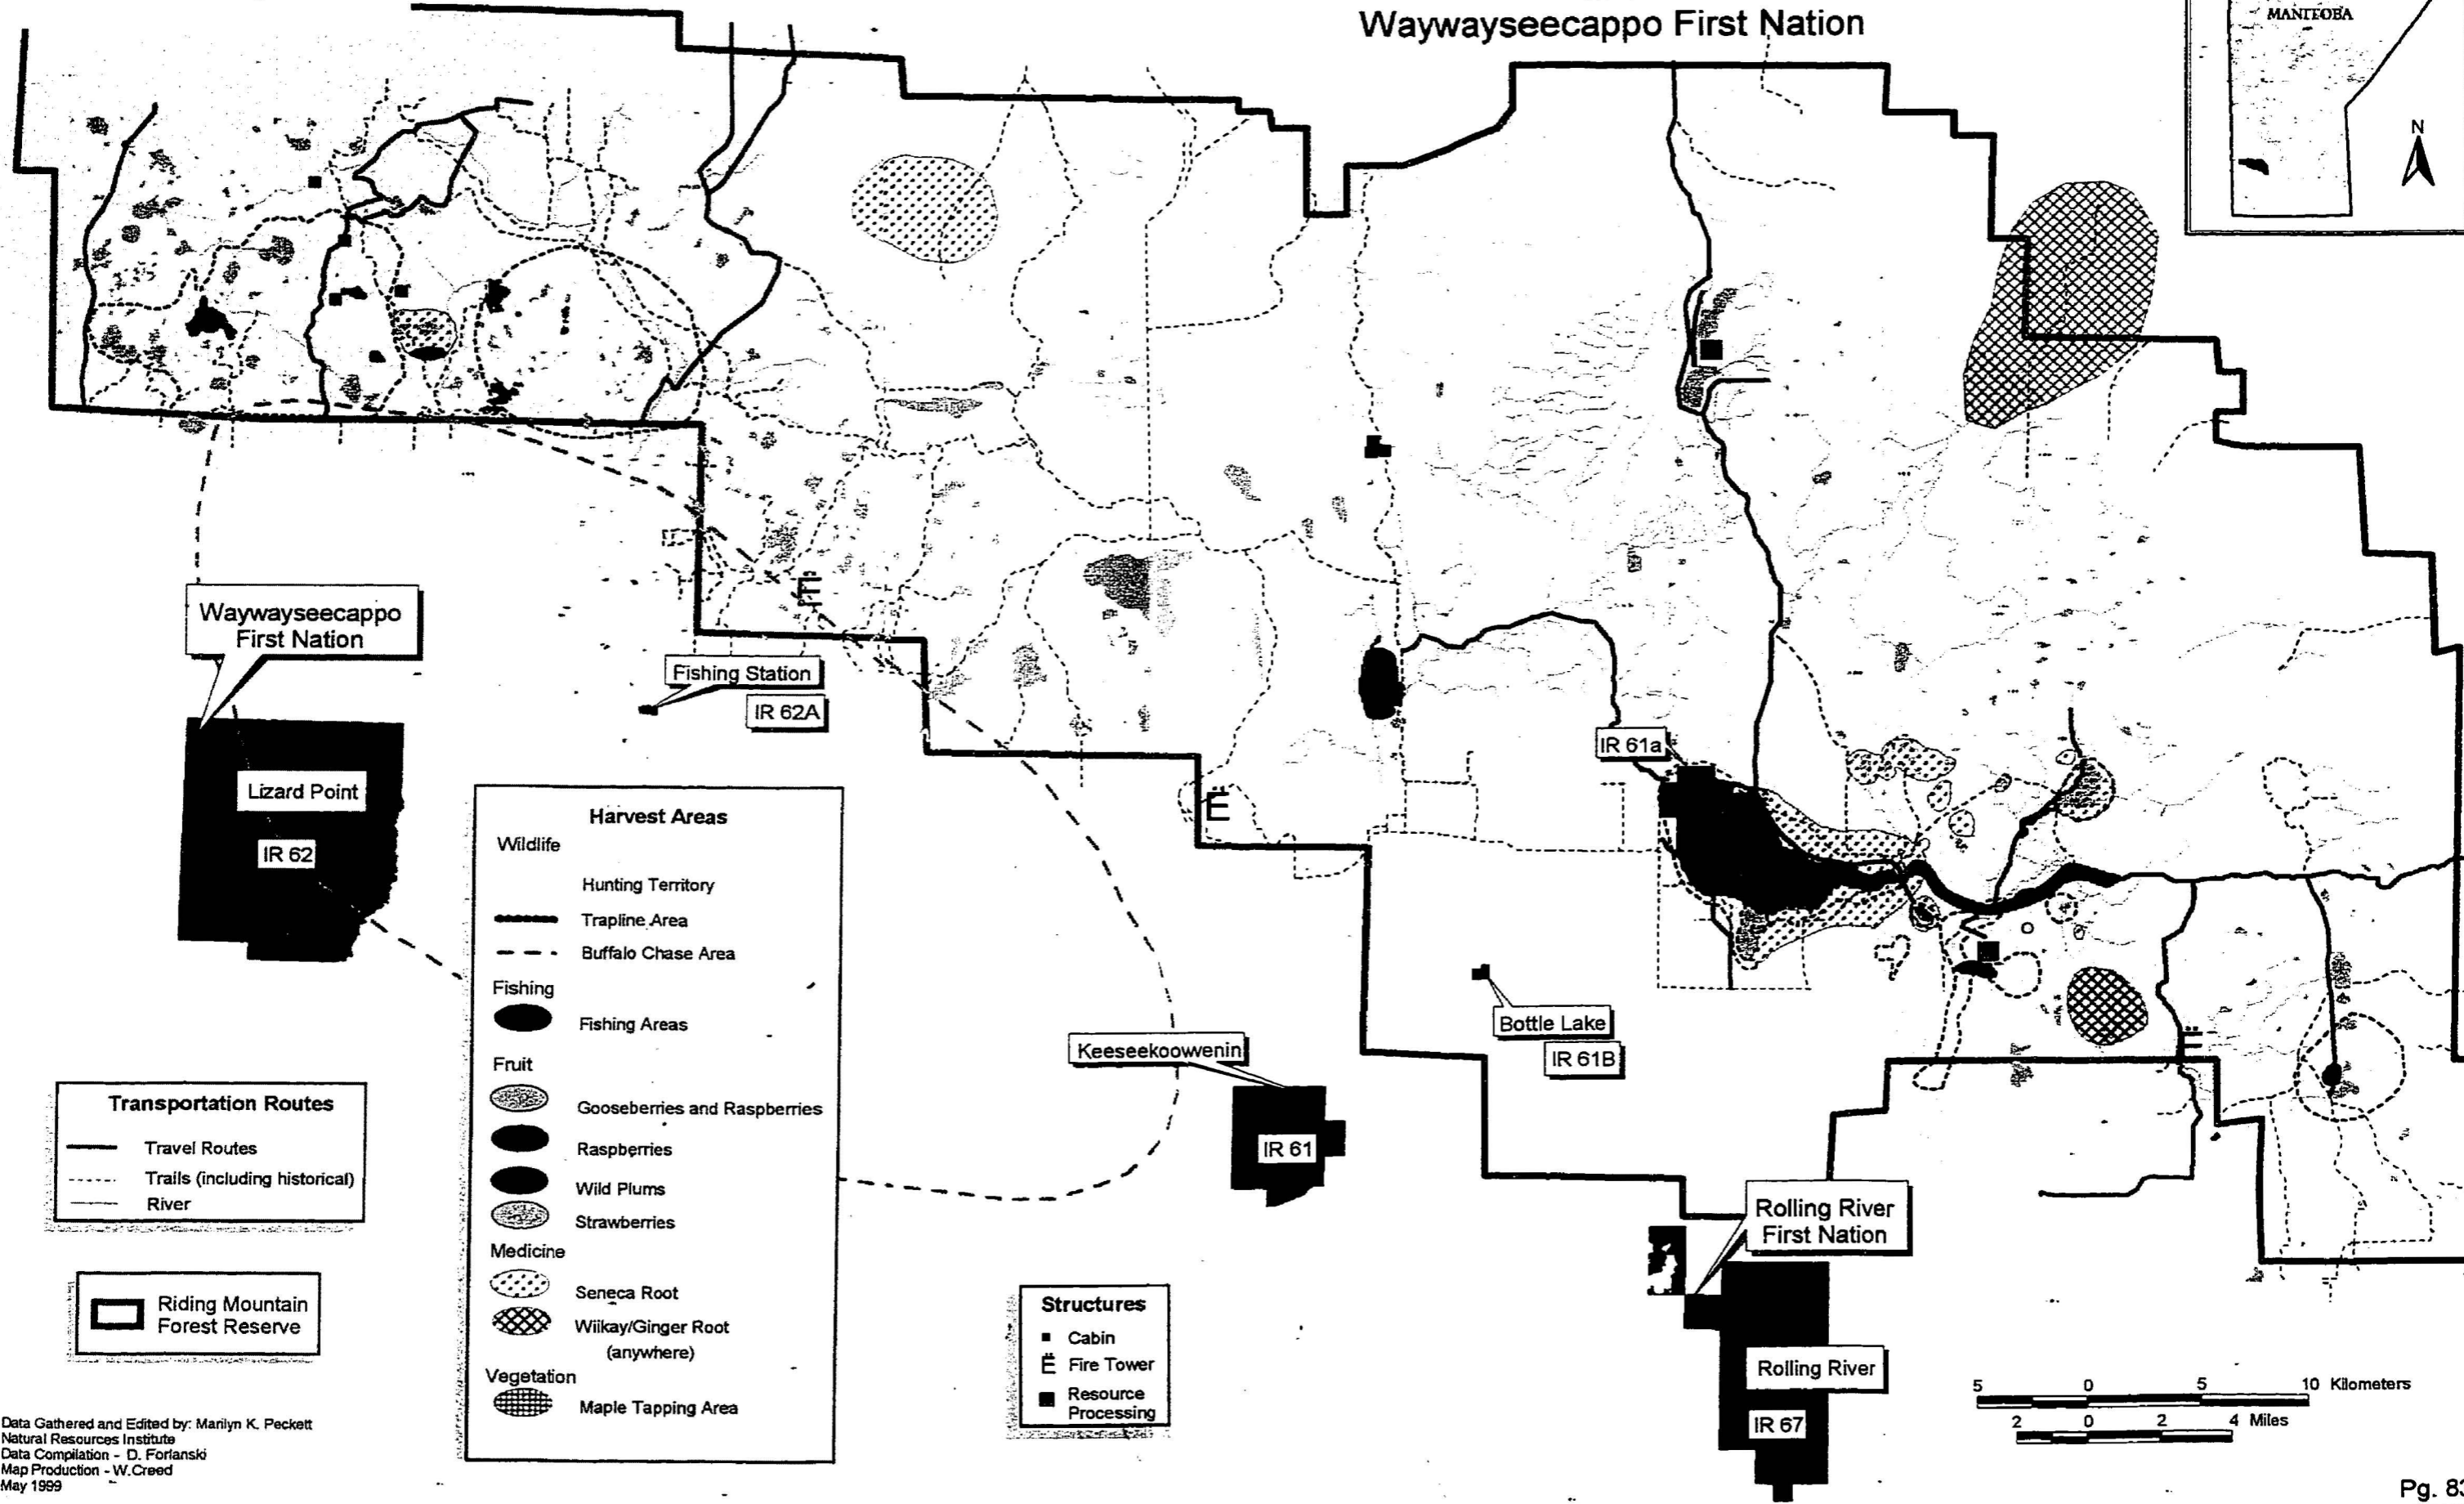 Waywayseecappo First Nation
MANITOBA
N
Waywayseecappo
First Nation
Fishing Station
IR 62A
Lizard Point
IR 62
IR 61a
Ë
Ë
Bottle Lake
IR 61B
Keeseekoowenin
IR 61
Rolling River
First Nation
Rolling River
IR 67
Harvest Areas
Wildlife
Hunting Territory
Trapline Area
Buffalo Chase Area
Fishing
Fishing Areas
Fruit
Gooseberries and Raspberries
Raspberries
Wild Plums
Strawberries
Medicine
Seneca Root
Wiikay/Ginger Root
(anywhere)
Vegetation
Maple Tapping Area
Transportation Routes
Travel Routes
Trails (including historical)
River
Riding Mountain
Forest Reserve
Structures
Cabin
Ë Fire Tower
Resource
Processing
5 0 5 10 Kilometers
2 0 2 4 Miles
Data Gathered and Edited by: Marilyn K. Peckett
Natural Resources Institute
Data Compilation - D. Forlanski
Map Production - W.Creed
May 1999
Pg. 83